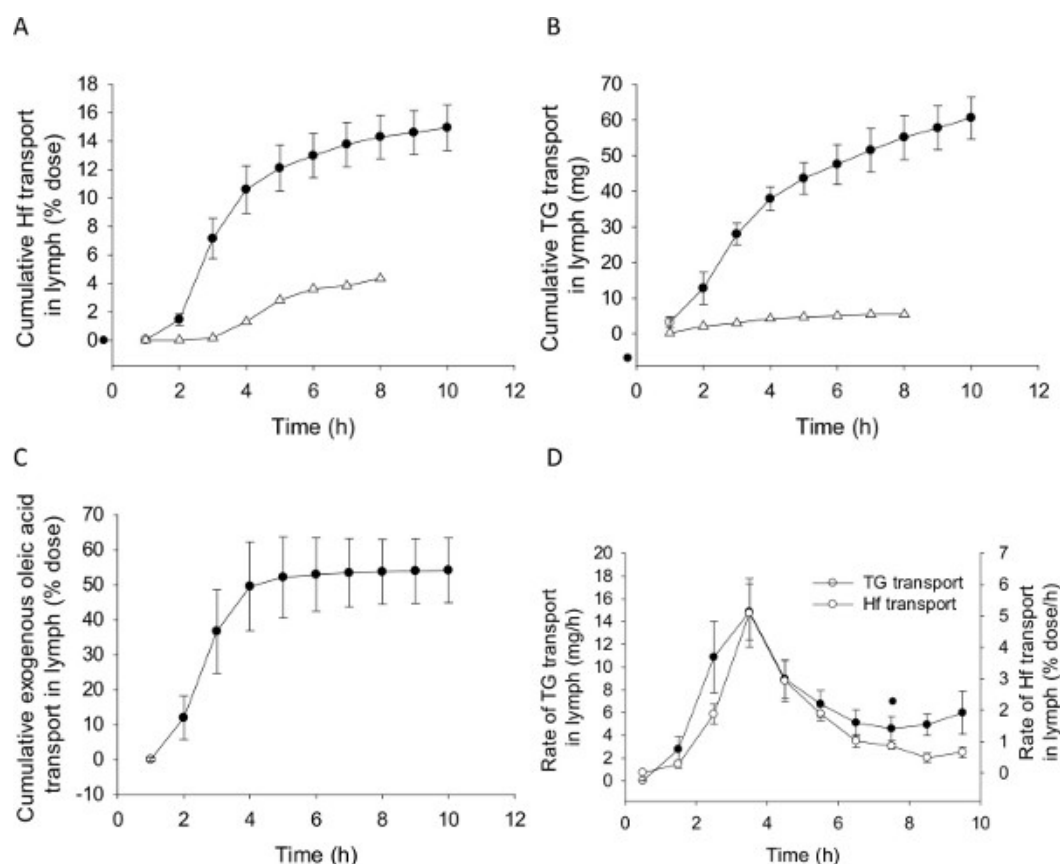 A
Cumulative Hf transport
in lymph (% dose)
18
16
14
12
10
8
6
4
2
0
0 2 4 6 8 10 12
Time (h)
B
Cumulative TG transport
in lymph (mg)
70
60
50
40
30
20
10
0
0 2 4 6 8 10 12
Time (h)
C
Cumulative exogenous oleic acid
transport in lymph (% dose)
70
60
50
40
30
20
10
0
-10
0 2 4 6 8 10 12
Time (h)
D
Rate of TG transport
in lymph (mg/h)
20
18
16
14
12
10
8
6
4
2
0
TG transport
Hf transport
7
6
5
4
3
2
1
0
Rate of Hf transport
in lymph (% dose/h)
0 2 4 6 8 10
Time (h)